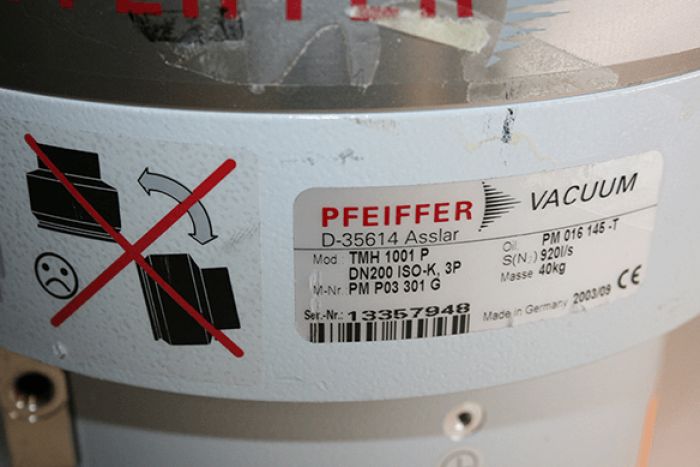 PFEIFFER
PFEIFFER VACUUM
D-35614 Asslar
Mod.: TMH 1001 P
DN200 ISO-K, 3P
M-Nr.: PM P03 301 G
Ser.-Nr.: 13357948
Oil: PM 016 145 -T
S(N₂) 920l/s
Masse 40kg
Made in Germany 2003/09 CE